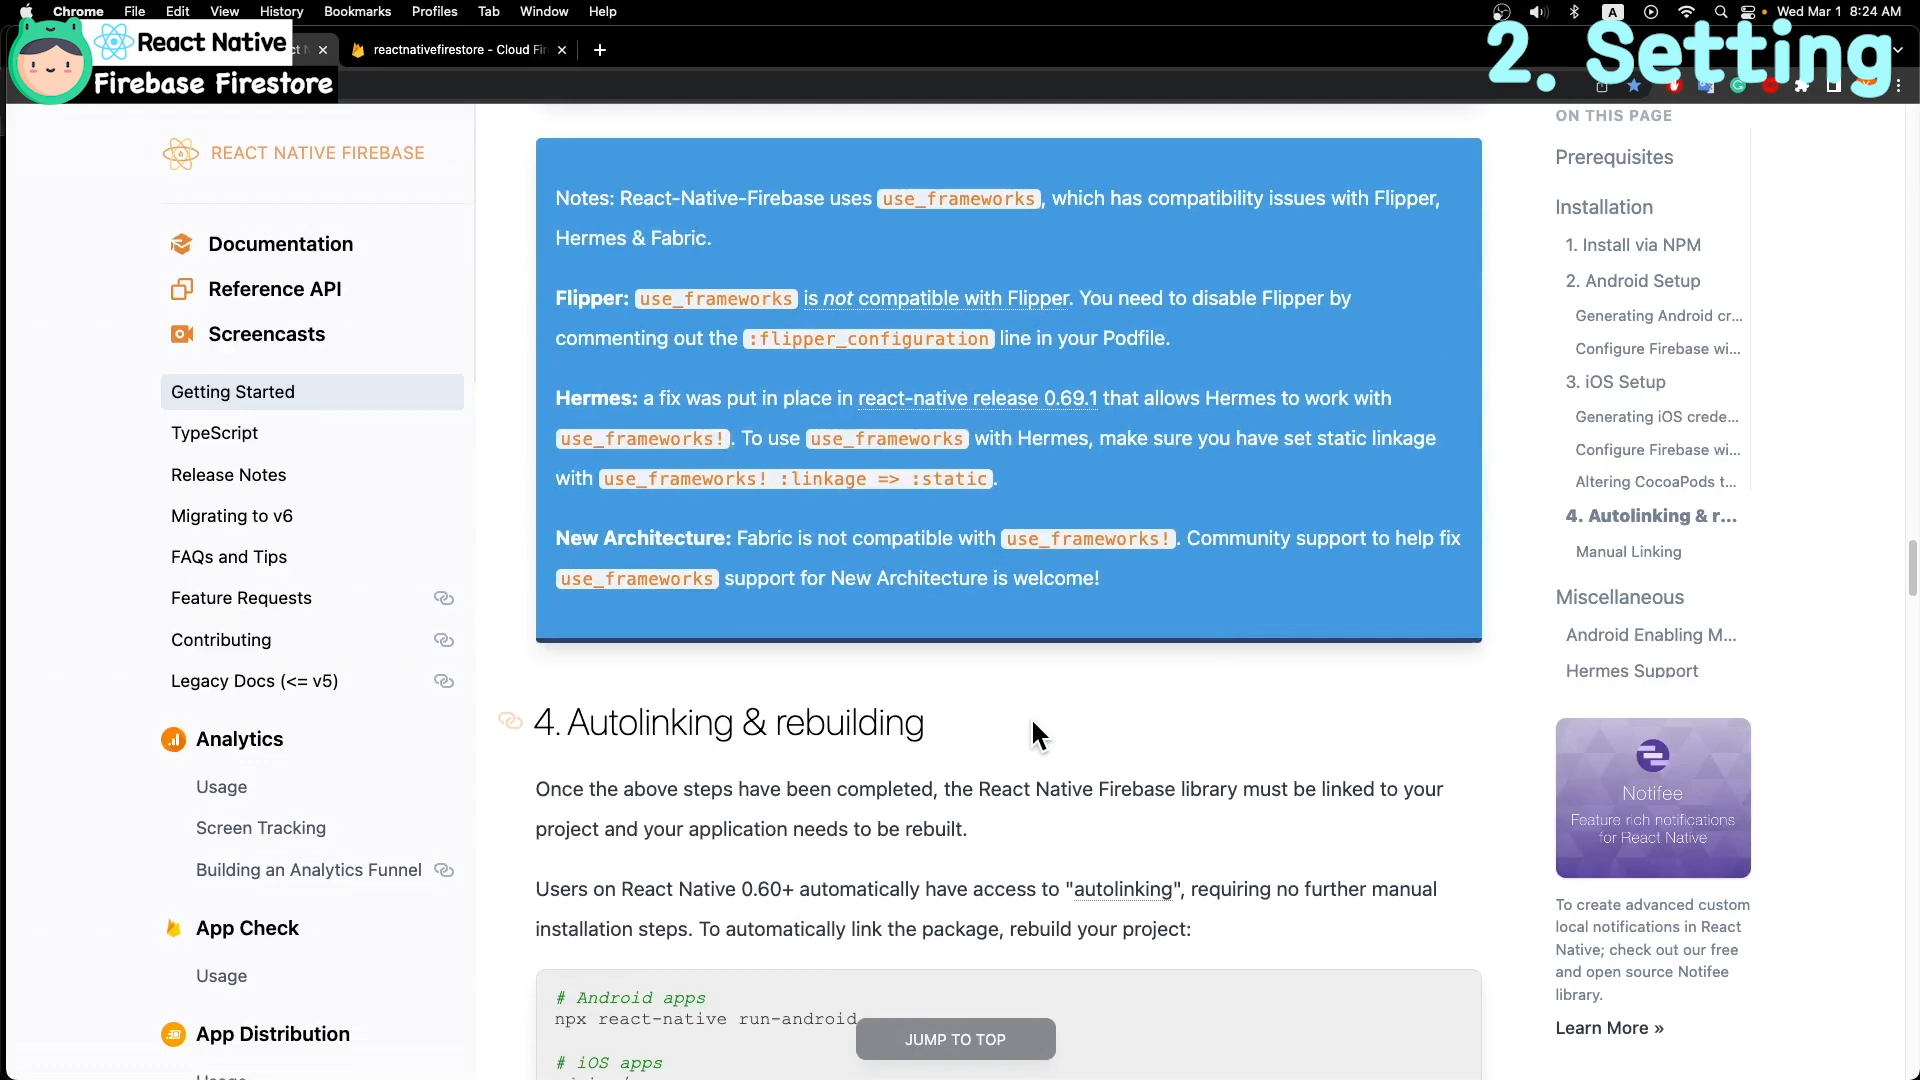 Chrome File Edit View History Bookmarks Profiles Tab Window Help
A
Wed Mar 1 8:24 AM
React Native
Firebase Firestore
reactnativefirestore - Cloud Fir
2. Setting
REACT NATIVE FIREBASE
Documentation
Reference API
Screencasts
Getting Started
TypeScript
Release Notes
Migrating to v6
FAQs and Tips
Feature Requests
Contributing
Legacy Docs (<= v5)
Analytics
Usage
Screen Tracking
Building an Analytics Funnel
App Check
Usage
App Distribution
Notes: React-Native-Firebase uses use_frameworks, which has compatibility issues with Flipper,
Hermes & Fabric.
Flipper: use_frameworks is not compatible with Flipper. You need to disable Flipper by
commenting out the :flipper_configuration line in your Podfile.
Hermes: a fix was put in place in react-native release 0.69.1 that allows Hermes to work with
use_frameworks!. To use use_frameworks with Hermes, make sure you have set static linkage
with use_frameworks! :linkage => :static.
New Architecture: Fabric is not compatible with use_frameworks!. Community support to help fix
use_frameworks support for New Architecture is welcome!
4. Autolinking & rebuilding
Once the above steps have been completed, the React Native Firebase library must be linked to your
project and your application needs to be rebuilt.
Users on React Native 0.60+ automatically have access to "autolinking", requiring no further manual
installation steps. To automatically link the package, rebuild your project:
# Android apps
npx react-native run-android
# iOS apps
JUMP TO TOP
ON THIS PAGE
Prerequisites
Installation
1. Install via NPM
2. Android Setup
Generating Android cr...
Configure Firebase wi...
3. iOS Setup
Generating iOS crede...
Configure Firebase wi...
Altering CocoaPods t...
4. Autolinking & r...
Manual Linking
Miscellaneous
Android Enabling M...
Hermes Support
Notifee
Feature rich notifications
for React Native
To create advanced custom
local notifications in React
Native; check out our free
and open source Notifee
library.
Learn More »